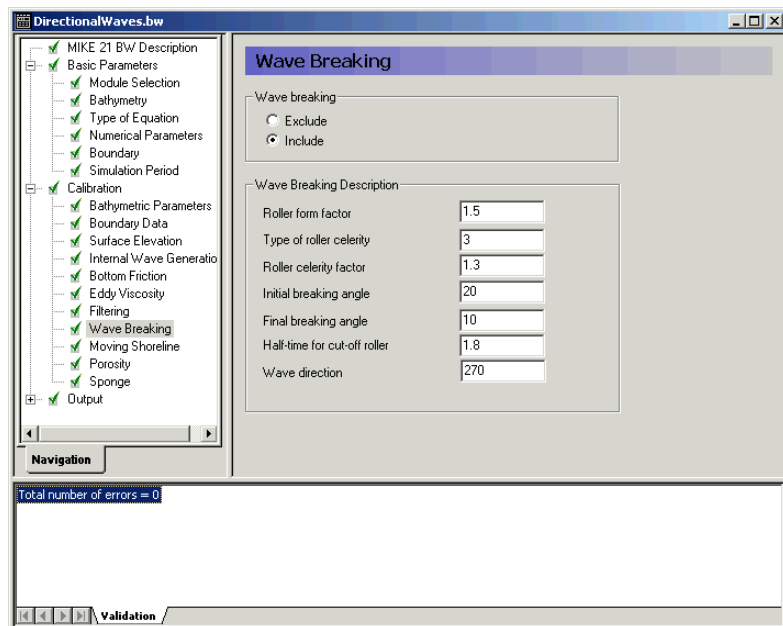 DirectionalWaves.bw
MIKE 21 BW Description
Basic Parameters
Module Selection
Bathymetry
Type of Equation
Numerical Parameters
Boundary
Simulation Period
Calibration
Bathymetric Parameters
Boundary Data
Surface Elevation
Internal Wave Generatio
Bottom Friction
Eddy Viscosity
Filtering
Wave Breaking
Moving Shoreline
Porosity
Sponge
Output
Navigation
Wave Breaking
Wave breaking
Exclude
Include
Wave Breaking Description
Roller form factor 1.5
Type of roller celerity 3
Roller celerity factor 1.3
Initial breaking angle 20
Final breaking angle 10
Half-time for cut-off roller 1.8
Wave direction 270
Total number of errors = 0
Validation